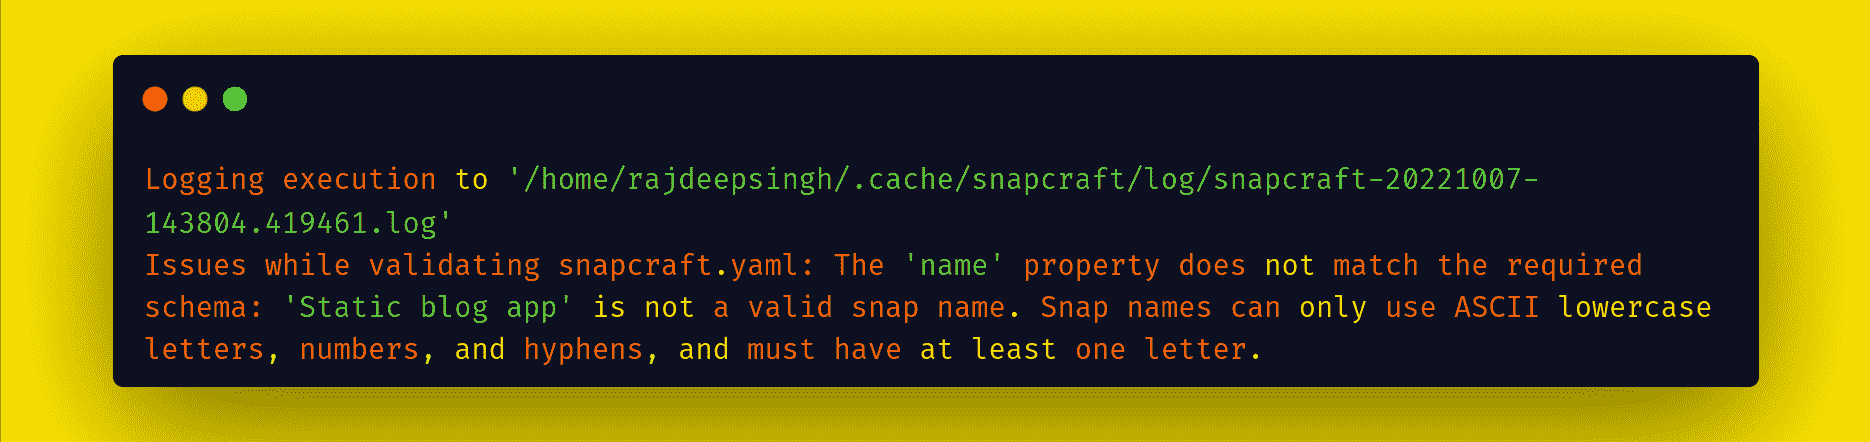 Logging execution to '/home/rajdeepsingh/.cache/snapcraft/log/snapcraft-20221007-
143804.419461.log'
Issues while validating snapcraft.yaml: The 'name' property does not match the required
schema: 'Static blog app' is not a valid snap name. Snap names can only use ASCII lowercase
letters, numbers, and hyphens, and must have at least one letter.